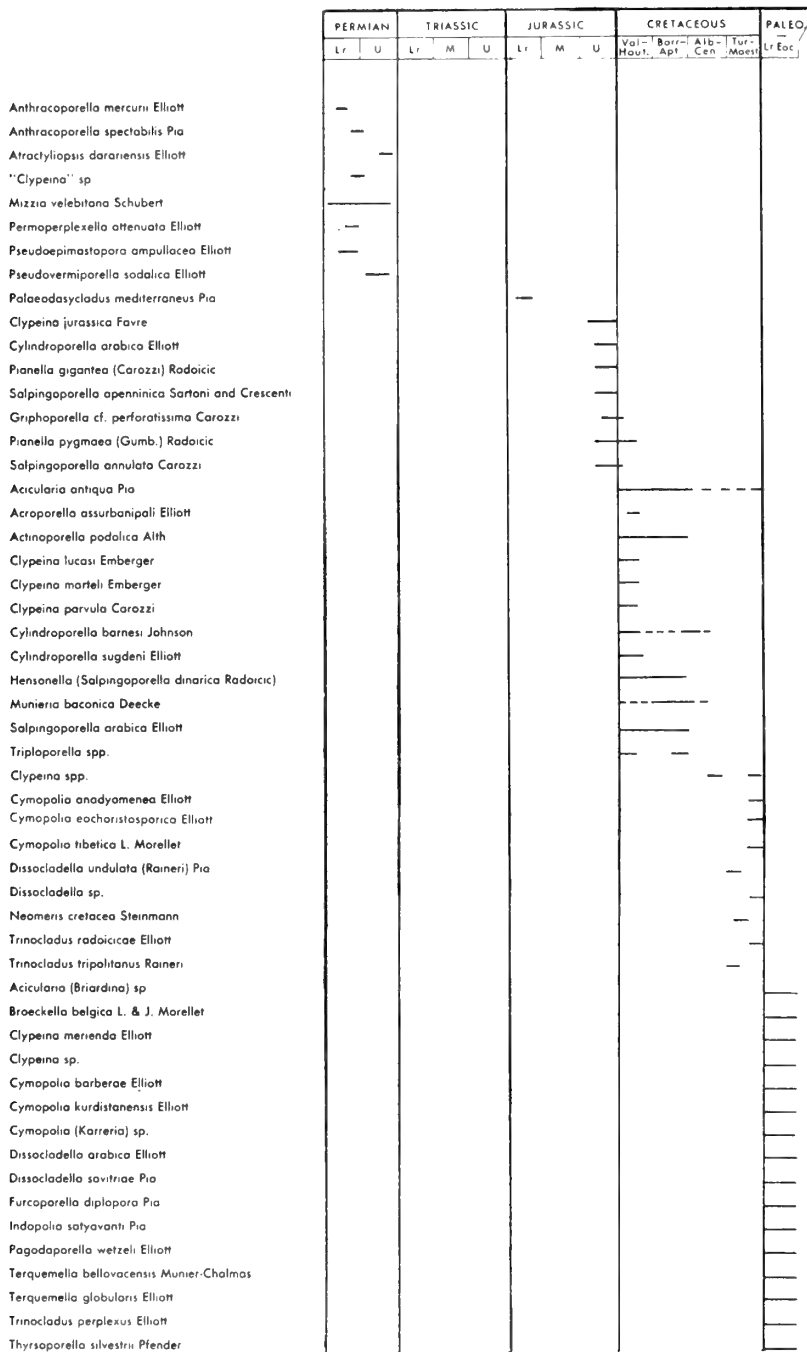 PERMIAN TRIASSIC JURASSIC CRETACEOUS PALEO
Lr U Lr M U Lr M U Val-Haut. Barr-Apt Alb-Cen Tur-Maest Lr Eoc
Anthracoporella mercurii Elliott
Anthracoporella spectabilis Pia
Atractyliopsis darariensis Elliott
"Clypeina" sp
Mizzia velebitana Schubert
Permoperplexella attenuata Elliott
Pseudoepimastopora ampullacea Elliott
Pseudovermiporella sodalica Elliott
Palaeodasycladus mediterraneus Pia
Clypeina jurassica Favre
Cylindroporella arabica Elliott
Pianella gigantea (Carozzi) Radoicic
Salpingoporella apenninica Sartoni and Crescenti
Griphoporella cf. perforatissima Carozzi
Pianella pygmaea (Gumb.) Radoicic
Salpingoporella annulata Carozzi
Acicularia antiqua Pia
Acroporella assurbanipali Elliott
Actinoporella podolica Alth
Clypeina lucasi Emberger
Clypeina marteli Emberger
Clypeina parvula Carozzi
Cylindroporella barnesi Johnson
Cylindroporella sugdeni Elliott
Hensonella (Salpingoporella dinarica Radoicic)
Munieria baconica Deecke
Salpingoporella arabica Elliott
Triploporella spp.
Clypeina spp.
Cymopolia anadyomenea Elliott
Cymopolia eochoristosporica Elliott
Cymopolia tibetica L. Morellet
Dissocladella undulata (Raineri) Pia
Dissocladella sp.
Neomeris cretacea Steinmann
Trinocladus radoicicae Elliott
Trinocladus tripolitanus Raineri
Acicularia (Briardina) sp
Broeckella belgica L. & J. Morellet
Clypeina merienda Elliott
Clypeina sp.
Cymopolia barberae Elliott
Cymopolia kurdistanensis Elliott
Cymopolia (Karreria) sp.
Dissocladella arabica Elliott
Dissocladella savitriae Pia
Furcoporella diplopora Pia
Indopolia satyavanti Pia
Pagodaporella wetzeli Elliott
Terquemella bellovacensis Munier-Chalmas
Terquemella globularis Elliott
Trinocladus perplexus Elliott
Thyrsoporella silvestrii Pfender